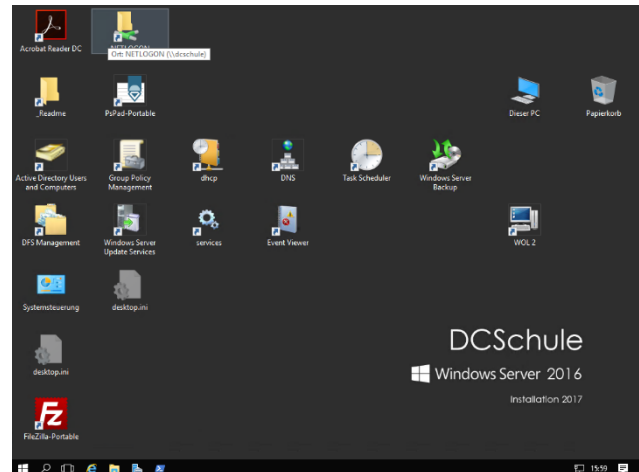 Acrobat Reader DC
NETLOGON
Ort: NETLOGON (\\dcschule)
_Readme
PsPad-Portable
Dieser PC
Papierkorb
Active Directory Users
and Computers
Group Policy
Management
dhcp
DNS
Task Scheduler
Windows Server
Backup
DFS Management
Windows Server
Update Services
services
Event Viewer
WOL 2
Systemsteuerung
desktop.ini
desktop.ini
FileZilla-Portable
DCSchule
Windows Server 2016
Installation 2017
15:59